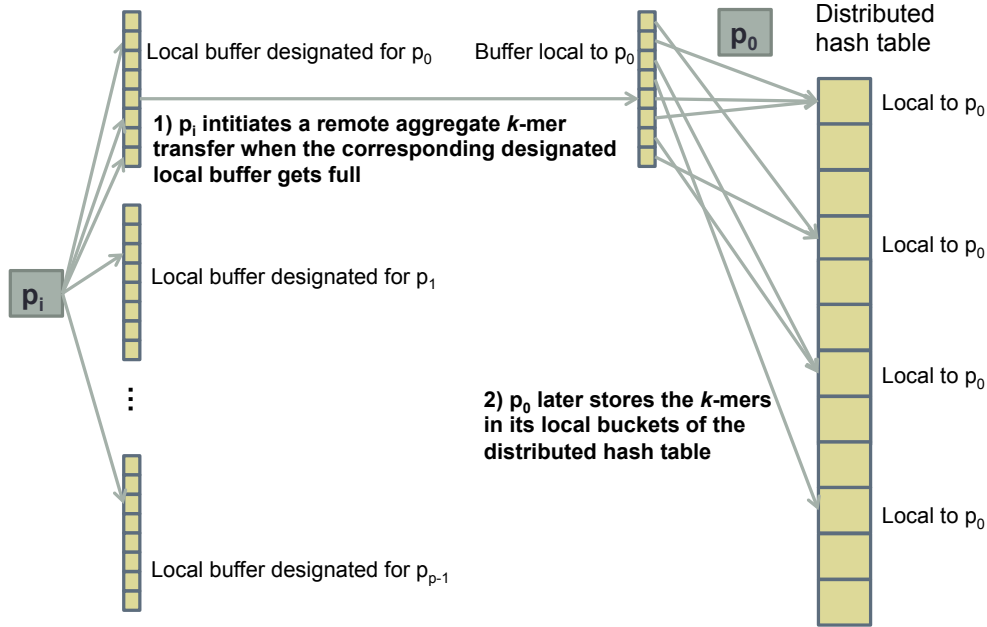 Distributed
hash table
p₀
Local buffer designated for p₀
Buffer local to p₀
Local to p₀
1) pᵢ intitiates a remote aggregate k-mer
transfer when the corresponding designated
local buffer gets full
Local to p₀
pᵢ
Local buffer designated for p₁
Local to p₀
⋮
2) p₀ later stores the k-mers
in its local buckets of the
distributed hash table
Local to p₀
Local buffer designated for pₚ₋₁